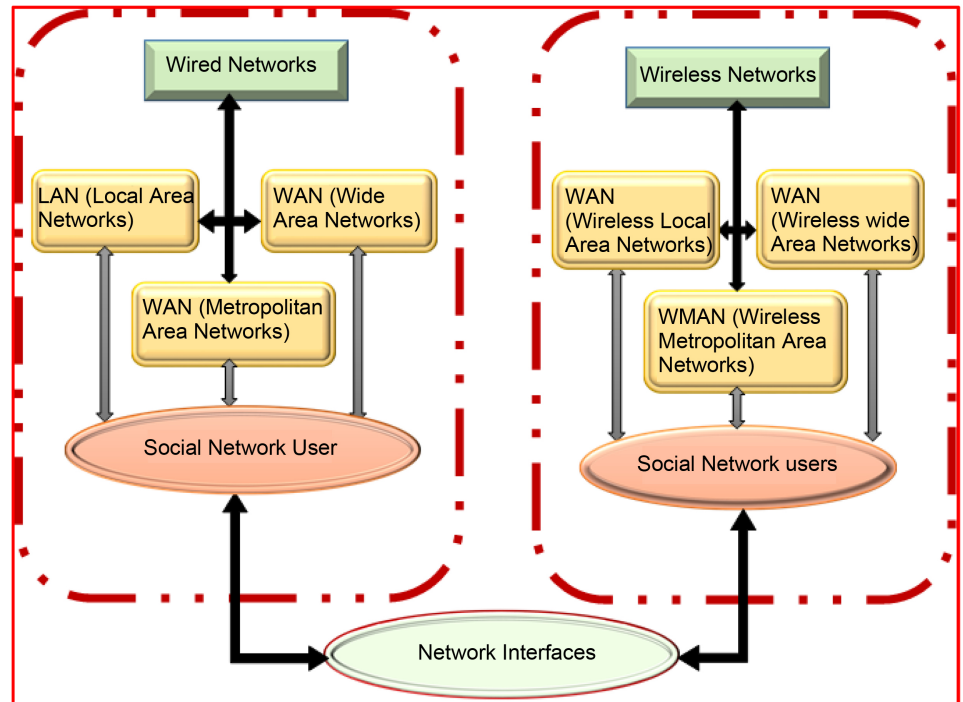 Wired Networks
LAN (Local Area
Networks)
WAN (Wide
Area Networks)
WAN (Metropolitan
Area Networks)
Social Network User
Wireless Networks
WAN
(Wireless Local
Area Networks)
WAN
(Wireless wide
Area Networks)
WMAN (Wireless
Metropolitan Area
Networks)
Social Network users
Network Interfaces